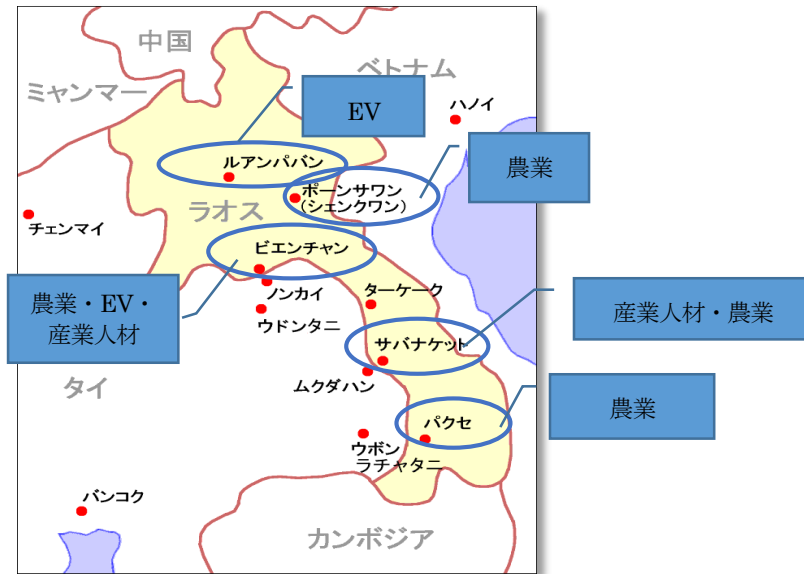 中国
ベトナム
ミャンマー
ハノイ
EV
ルアンパバン
農業
ポーンサワン
（シェンクワン）
ラオス
チェンマイ
ビエンチャン
農業・EV・
産業人材
ノンカイ
ターケーク
産業人材・農業
ウドンタニ
サバナケット
タイ
ムクダハン
農業
パクセ
ウボン
ラチャタニ
バンコク
カンボジア